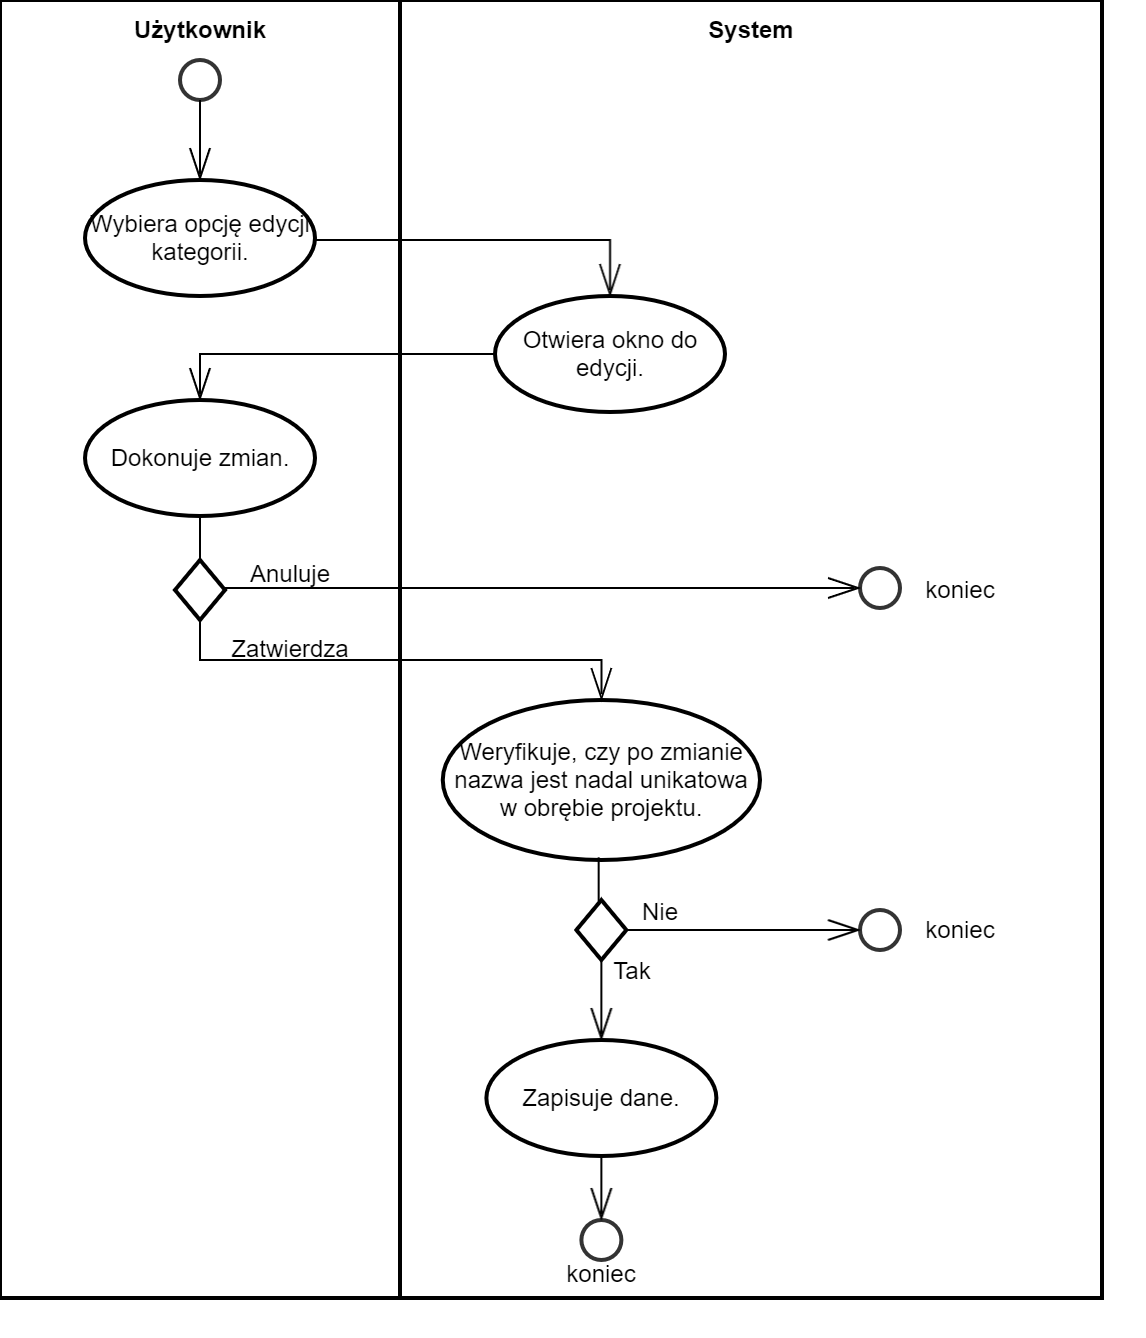 Użytkownik
System
Wybiera opcję edycji
kategorii.
Otwiera okno do
edycji.
Dokonuje zmian.
Anuluje
koniec
Zatwierdza
Weryfikuje, czy po zmianie
nazwa jest nadal unikatowa
w obrębie projektu.
Nie
koniec
Tak
Zapisuje dane.
koniec